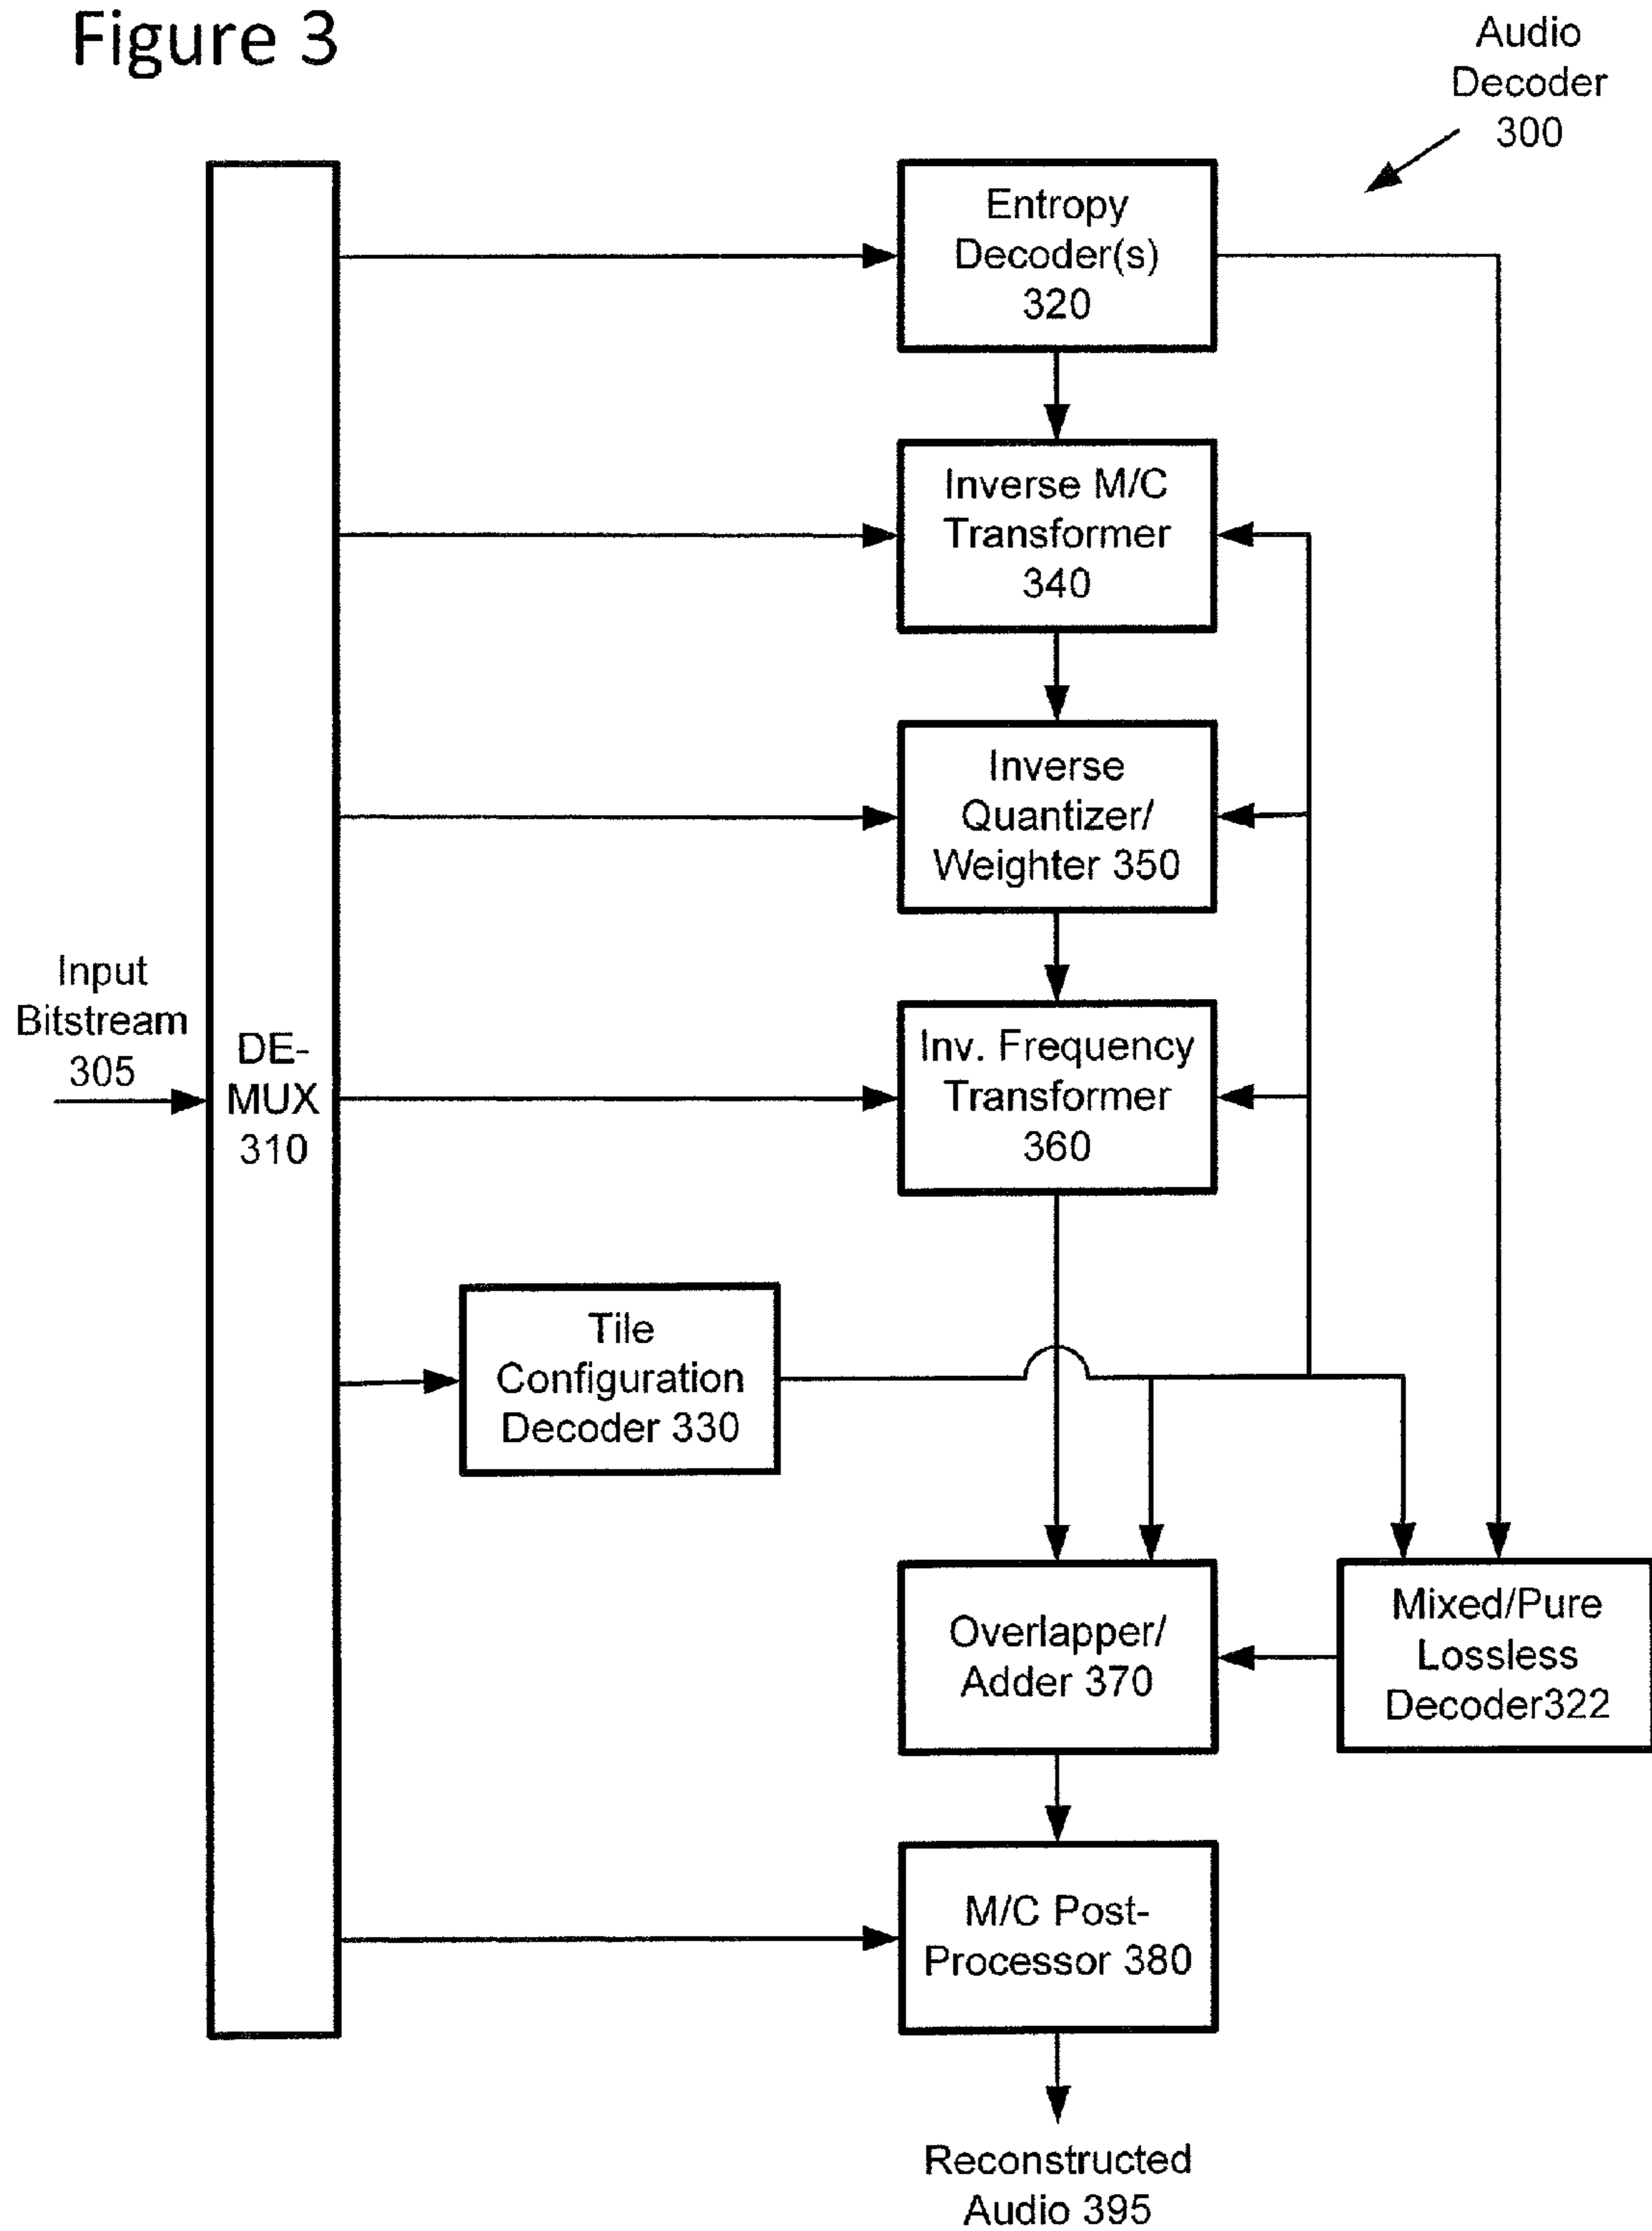 Figure 3
Audio
Decoder
300
Entropy
Decoder(s)
320
Inverse M/C
Transformer
340
Inverse
Quantizer/
Weighter 350
Input
Bitstream
305
DE-
MUX
310
Inv. Frequency
Transformer
360
Tile
Configuration
Decoder 330
Overlapper/
Adder 370
Mixed/Pure
Lossless
Decoder322
M/C Post-
Processor 380
Reconstructed
Audio 395